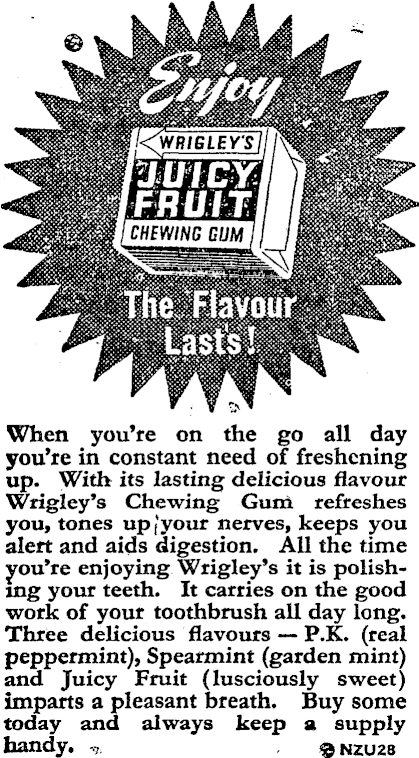 Enjoy
WRIGLEY'S
JUICY
FRUIT
CHEWING GUM
The Flavour
Lasts!
When you're on the go all day
you're in constant need of freshening
up. With its lasting delicious flavour
Wrigley's Chewing Gum refreshes
you, tones up your nerves, keeps you
alert and aids digestion. All the time
you're enjoying Wrigley's it is polish-
ing your teeth. It carries on the good
work of your toothbrush all day long.
Three delicious flavours — P.K. (real
peppermint), Spearmint (garden mint)
and Juicy Fruit (lusciously sweet)
imparts a pleasant breath. Buy some
today and always keep a supply
handy.
NZU28